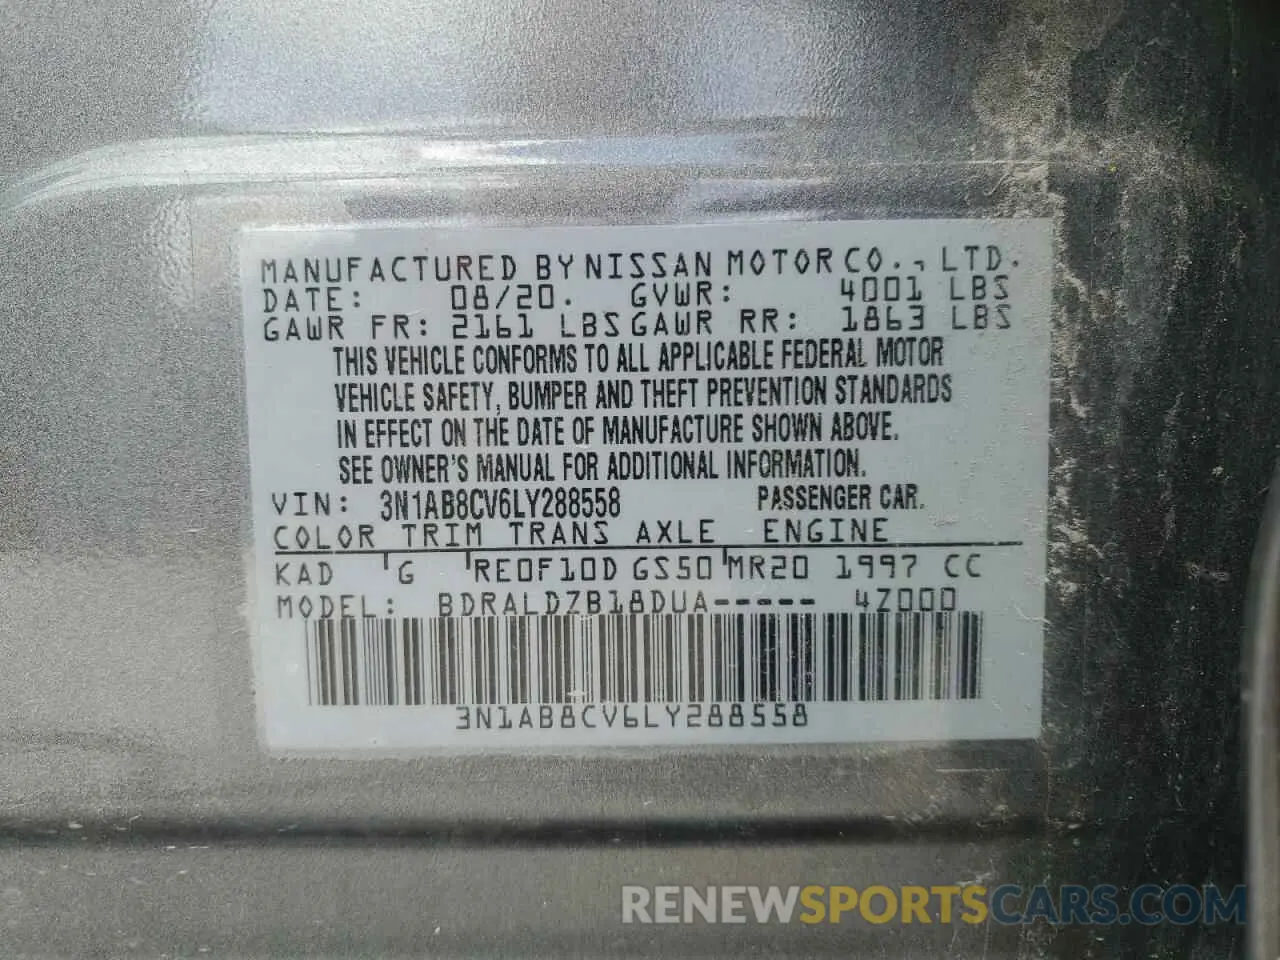 MANUFACTURED BY NISSAN MOTOR CO., LTD.
DATE: 08/20. GVWR: 4001 LBS
GAWR FR: 2161 LBS GAWR RR: 1863 LBS
THIS VEHICLE CONFORMS TO ALL APPLICABLE FEDERAL MOTOR
VEHICLE SAFETY, BUMPER AND THEFT PREVENTION STANDARDS
IN EFFECT ON THE DATE OF MANUFACTURE SHOWN ABOVE.
SEE OWNER'S MANUAL FOR ADDITIONAL INFORMATION.
VIN: 3N1AB8CV6LY288558 PASSENGER CAR.
COLOR TRIM TRANS AXLE ENGINE
KAD G RE0F10D GS50 MR20 1997 CC
MODEL: BDRALDZB18DUA----- 4Z000
3N1AB8CV6LY288558
RENEWSPORTSCARS.COM